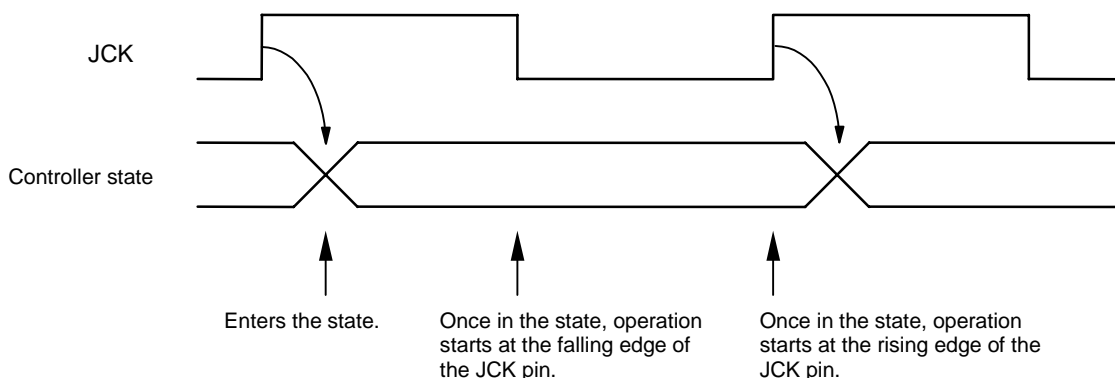 JCK
Controller state
Enters the state.
Once in the state, operation
starts at the falling edge of
the JCK pin.
Once in the state, operation
starts at the rising edge of the
JCK pin.